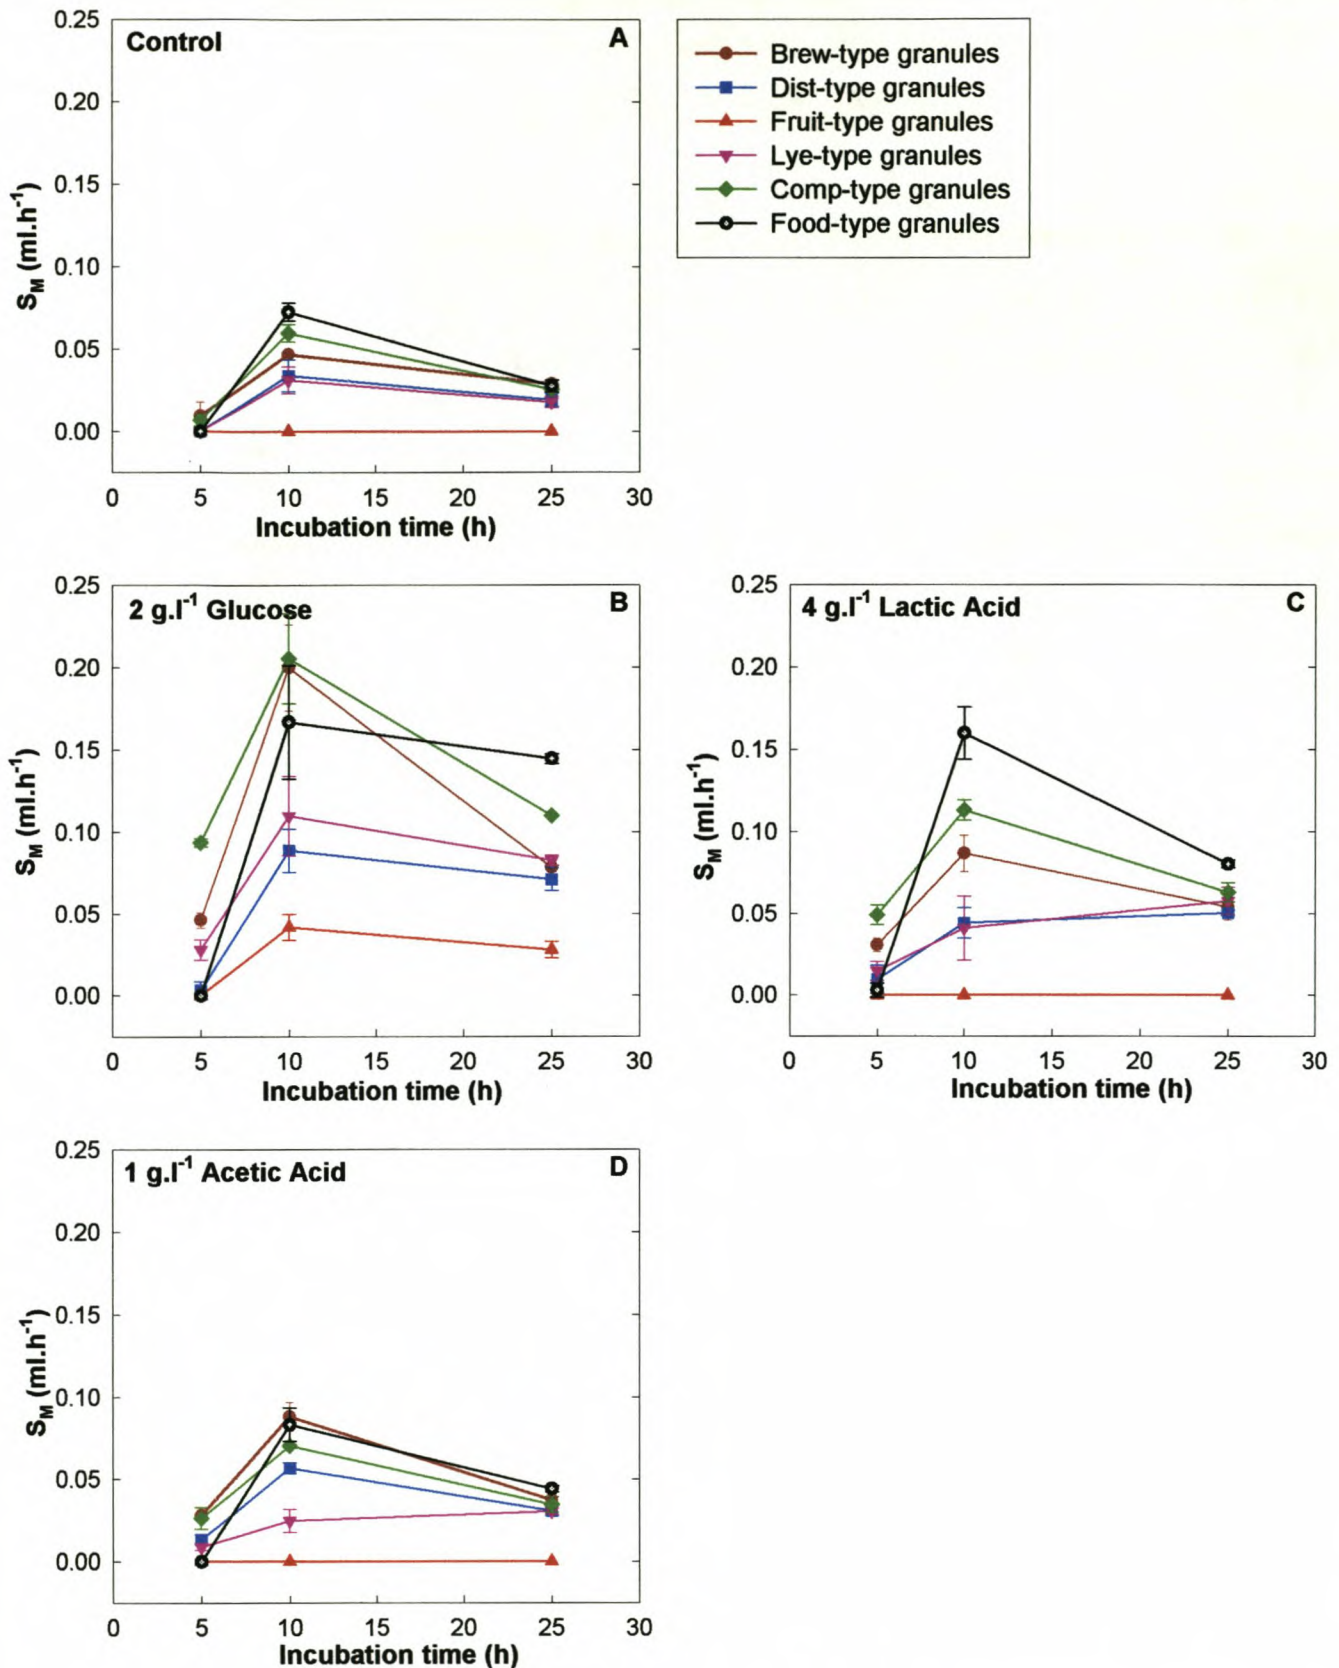 Control
A
0.25
0.20
0.15
0.10
0.05
0.00
S_M (ml.h⁻¹)
0 5 10 15 20 25 30
Incubation time (h)
Brew-type granules
Dist-type granules
Fruit-type granules
Lye-type granules
Comp-type granules
Food-type granules
2 g.l⁻¹ Glucose
B
0.25
0.20
0.15
0.10
0.05
0.00
S_M (ml.h⁻¹)
0 5 10 15 20 25 30
Incubation time (h)
4 g.l⁻¹ Lactic Acid
C
0.25
0.20
0.15
0.10
0.05
0.00
S_M (ml.h⁻¹)
0 5 10 15 20 25 30
Incubation time (h)
1 g.l⁻¹ Acetic Acid
D
0.25
0.20
0.15
0.10
0.05
0.00
S_M (ml.h⁻¹)
0 5 10 15 20 25 30
Incubation time (h)